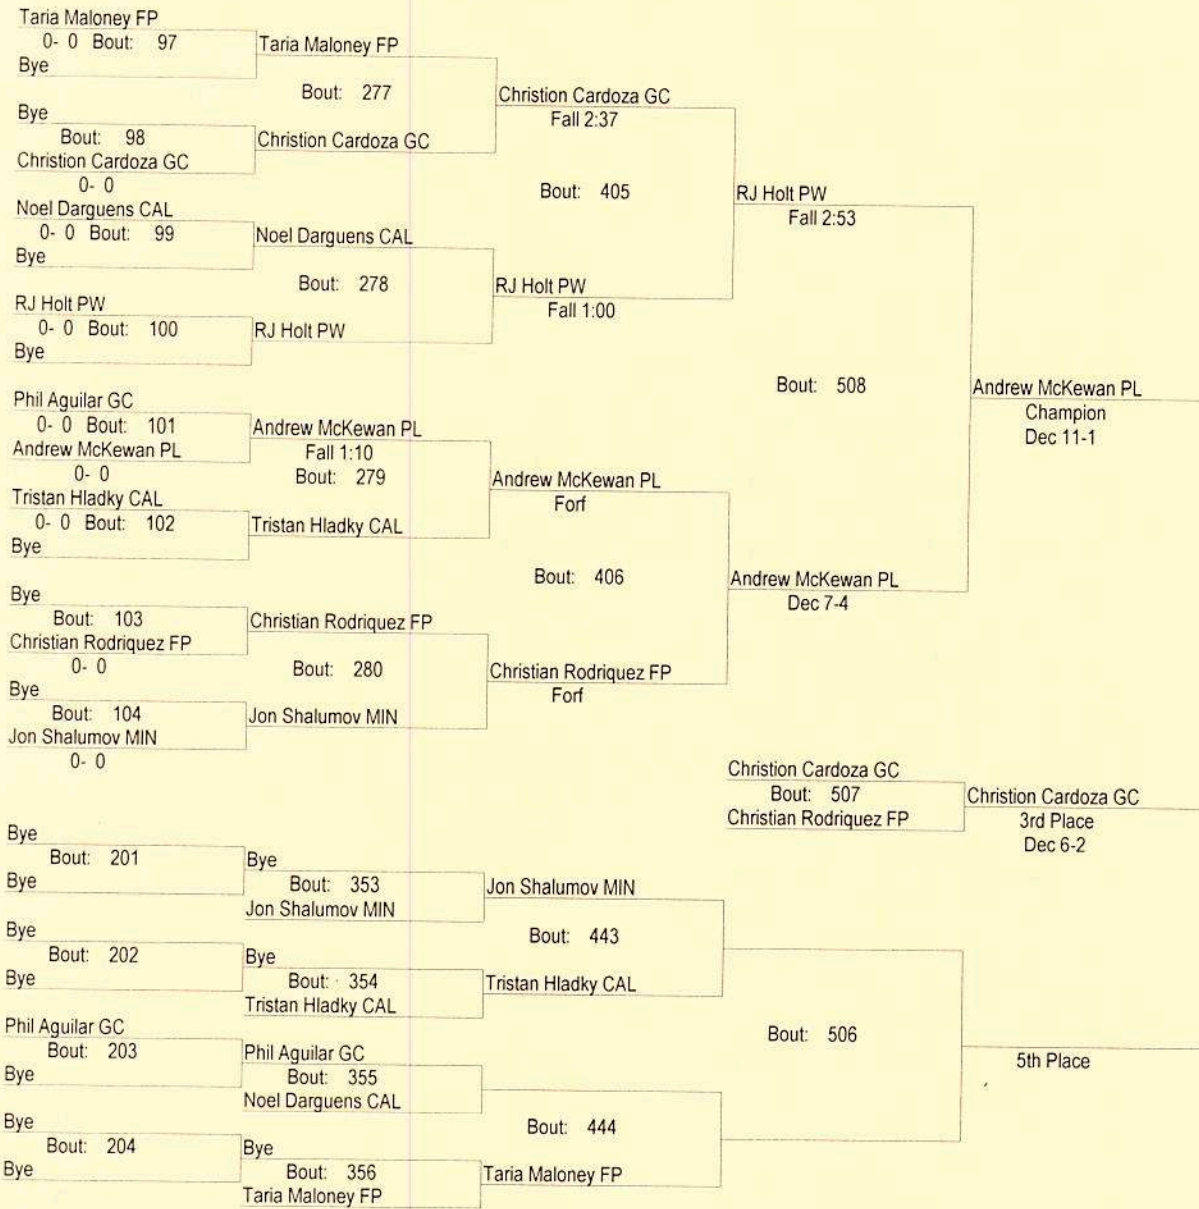 Taria Maloney FP
0- 0 Bout: 97
Bye
Taria Maloney FP
Bout: 277
Bye
Bout: 98
Christion Cardoza GC
0- 0
Christion Cardoza GC
Christion Cardoza GC
Fall 2:37
Bout: 405
Noel Darguens CAL
0- 0 Bout: 99
Bye
Noel Darguens CAL
Bout: 278
RJ Holt PW
0- 0 Bout: 100
Bye
RJ Holt PW
RJ Holt PW
Fall 1:00
RJ Holt PW
Fall 2:53
Bout: 508
Phil Aguilar GC
0- 0 Bout: 101
Andrew McKewan PL
0- 0
Andrew McKewan PL
Fall 1:10
Bout: 279
Tristan Hladky CAL
0- 0 Bout: 102
Bye
Tristan Hladky CAL
Andrew McKewan PL
Forf
Bout: 406
Bye
Bout: 103
Christian Rodriquez FP
0- 0
Christian Rodriquez FP
Bout: 280
Bye
Bout: 104
Jon Shalumov MIN
0- 0
Jon Shalumov MIN
Christian Rodriquez FP
Forf
Andrew McKewan PL
Dec 7-4
Andrew McKewan PL
Champion
Dec 11-1
Christion Cardoza GC
Bout: 507
Christian Rodriquez FP
Christion Cardoza GC
3rd Place
Dec 6-2
Bye
Bout: 201
Bye
Bye
Bout: 353
Jon Shalumov MIN
Jon Shalumov MIN
Bout: 443
Bye
Bout: 202
Bye
Bye
Bout: 354
Tristan Hladky CAL
Tristan Hladky CAL
Bout: 506
Phil Aguilar GC
Bout: 203
Bye
Phil Aguilar GC
Bout: 355
Noel Darguens CAL
Bout: 444
Bye
Bout: 204
Bye
Bye
Bout: 356
Taria Maloney FP
Taria Maloney FP
5th Place